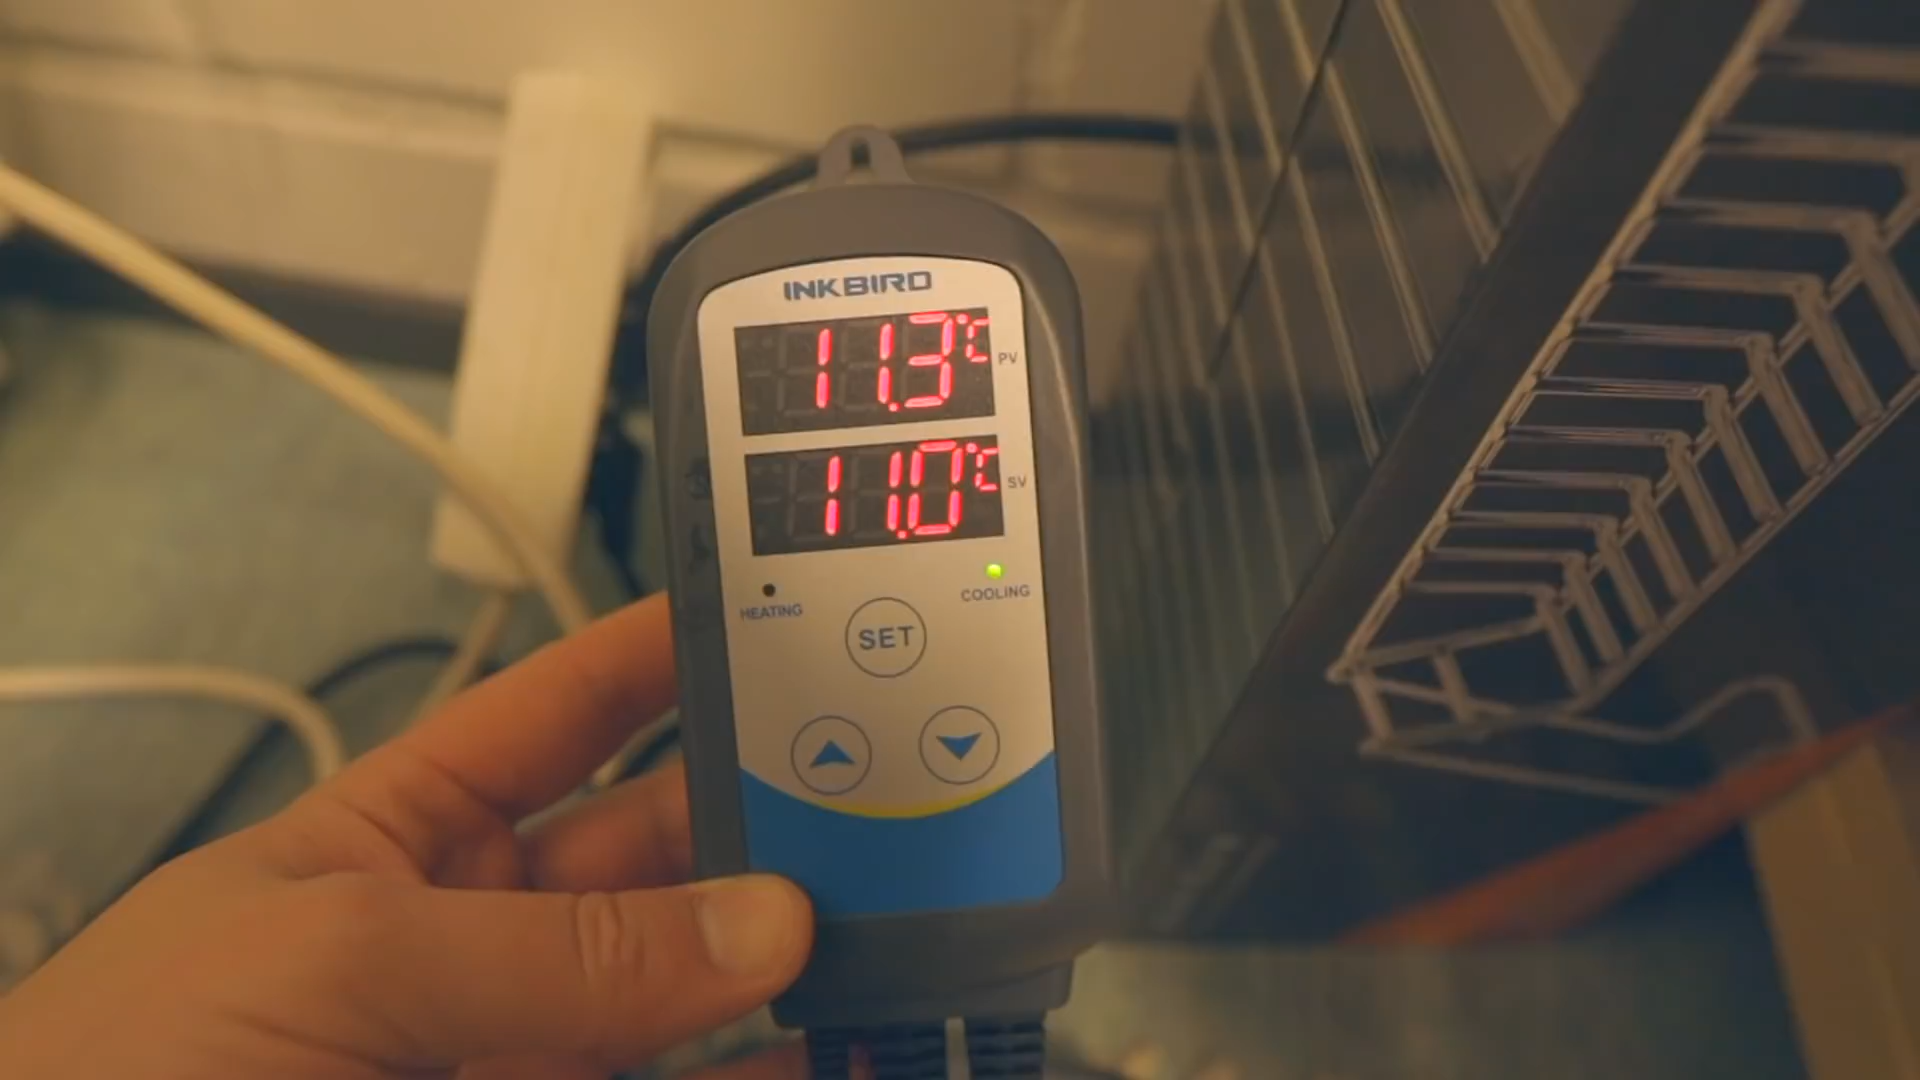 INKBIRD
11.3°C PV
11.0°C SV
HEATING
COOLING
SET